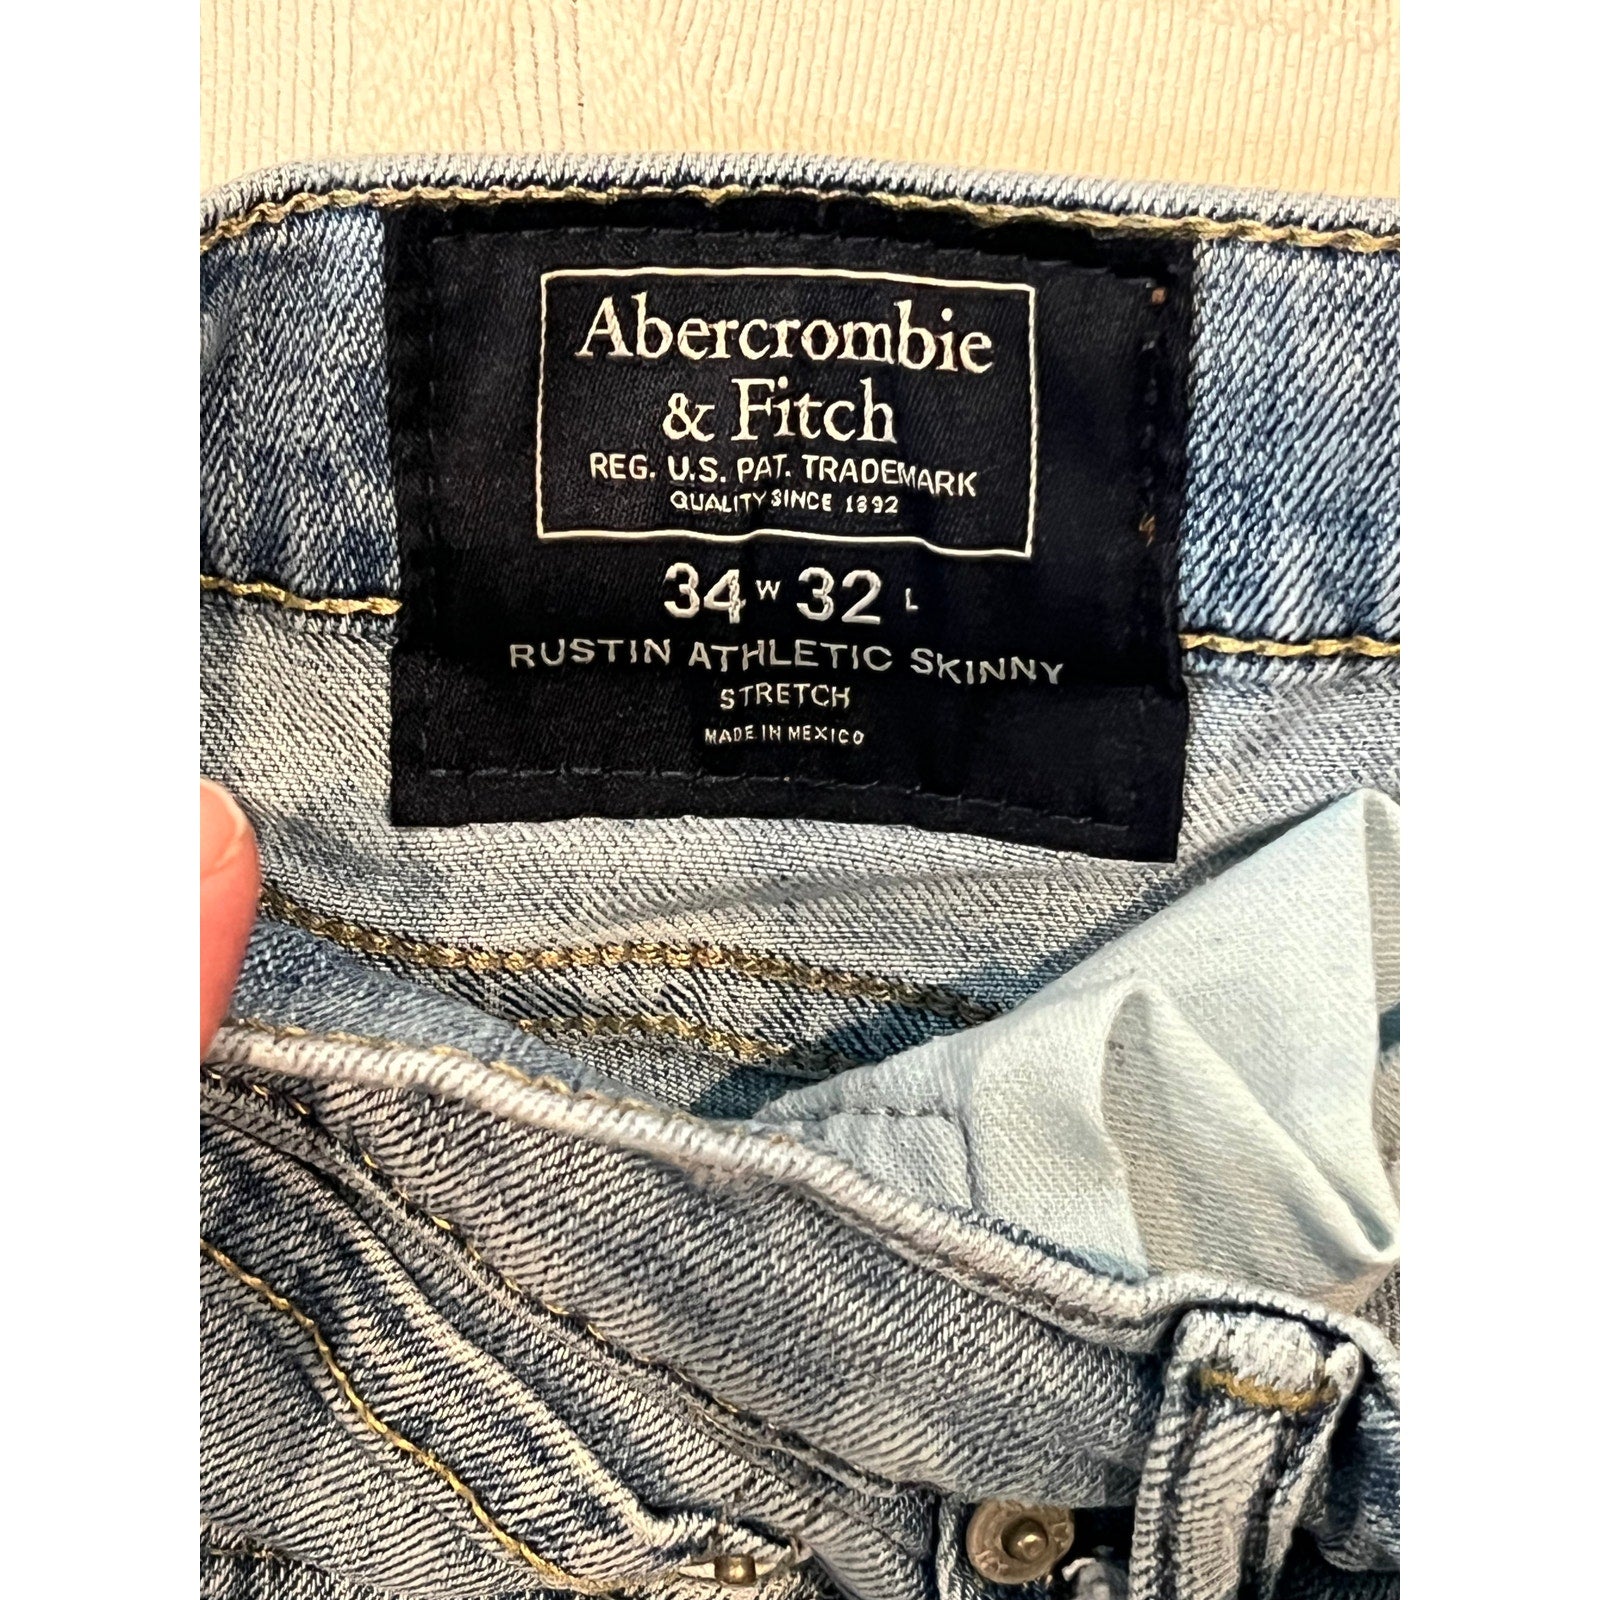 Abercrombie
& Fitch
REG. U.S. PAT. TRADEMARK
QUALITY SINCE 1892
34 W 32 L
RUSTIN ATHLETIC SKINNY
STRETCH
MADE IN MEXICO